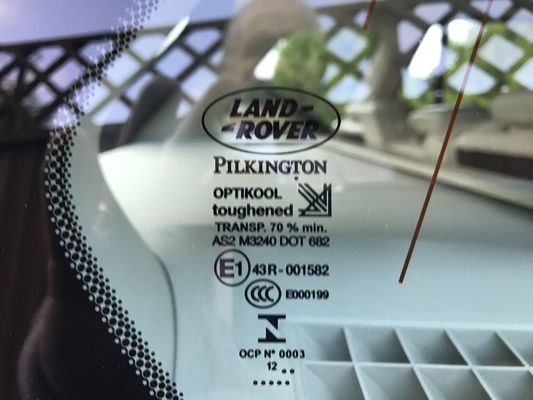 LAND-
-ROVER
PILKINGTON
OPTIKOOL
toughened
TRANSP. 70 % min.
AS2 M3240 DOT 682
E1 43R-001582
CCC E000199
N
OCP N° 0003
12 ..
......